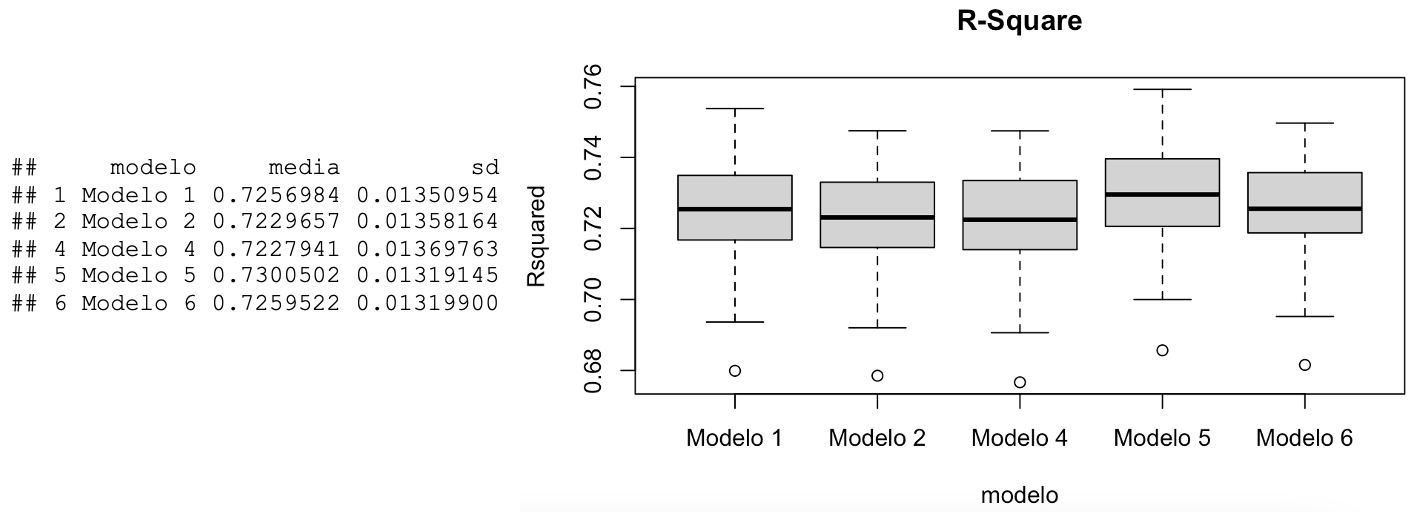 ##     modelo     media         sd
## 1 Modelo 1 0.7256984 0.01350954
## 2 Modelo 2 0.7229657 0.01358164
## 4 Modelo 4 0.7227941 0.01369763
## 5 Modelo 5 0.7300502 0.01319145
## 6 Modelo 6 0.7259522 0.01319900
R-Square
Rsquared
0.76
0.74
0.72
0.70
0.68
Modelo 1 Modelo 2 Modelo 4 Modelo 5 Modelo 6
modelo